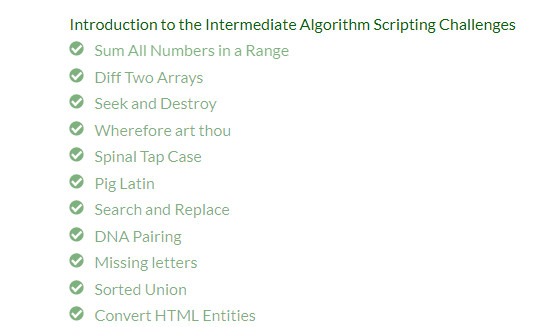 Introduction to the Intermediate Algorithm Scripting Challenges
Sum All Numbers in a Range
Diff Two Arrays
Seek and Destroy
Wherefore art thou
Spinal Tap Case
Pig Latin
Search and Replace
DNA Pairing
Missing letters
Sorted Union
Convert HTML Entities